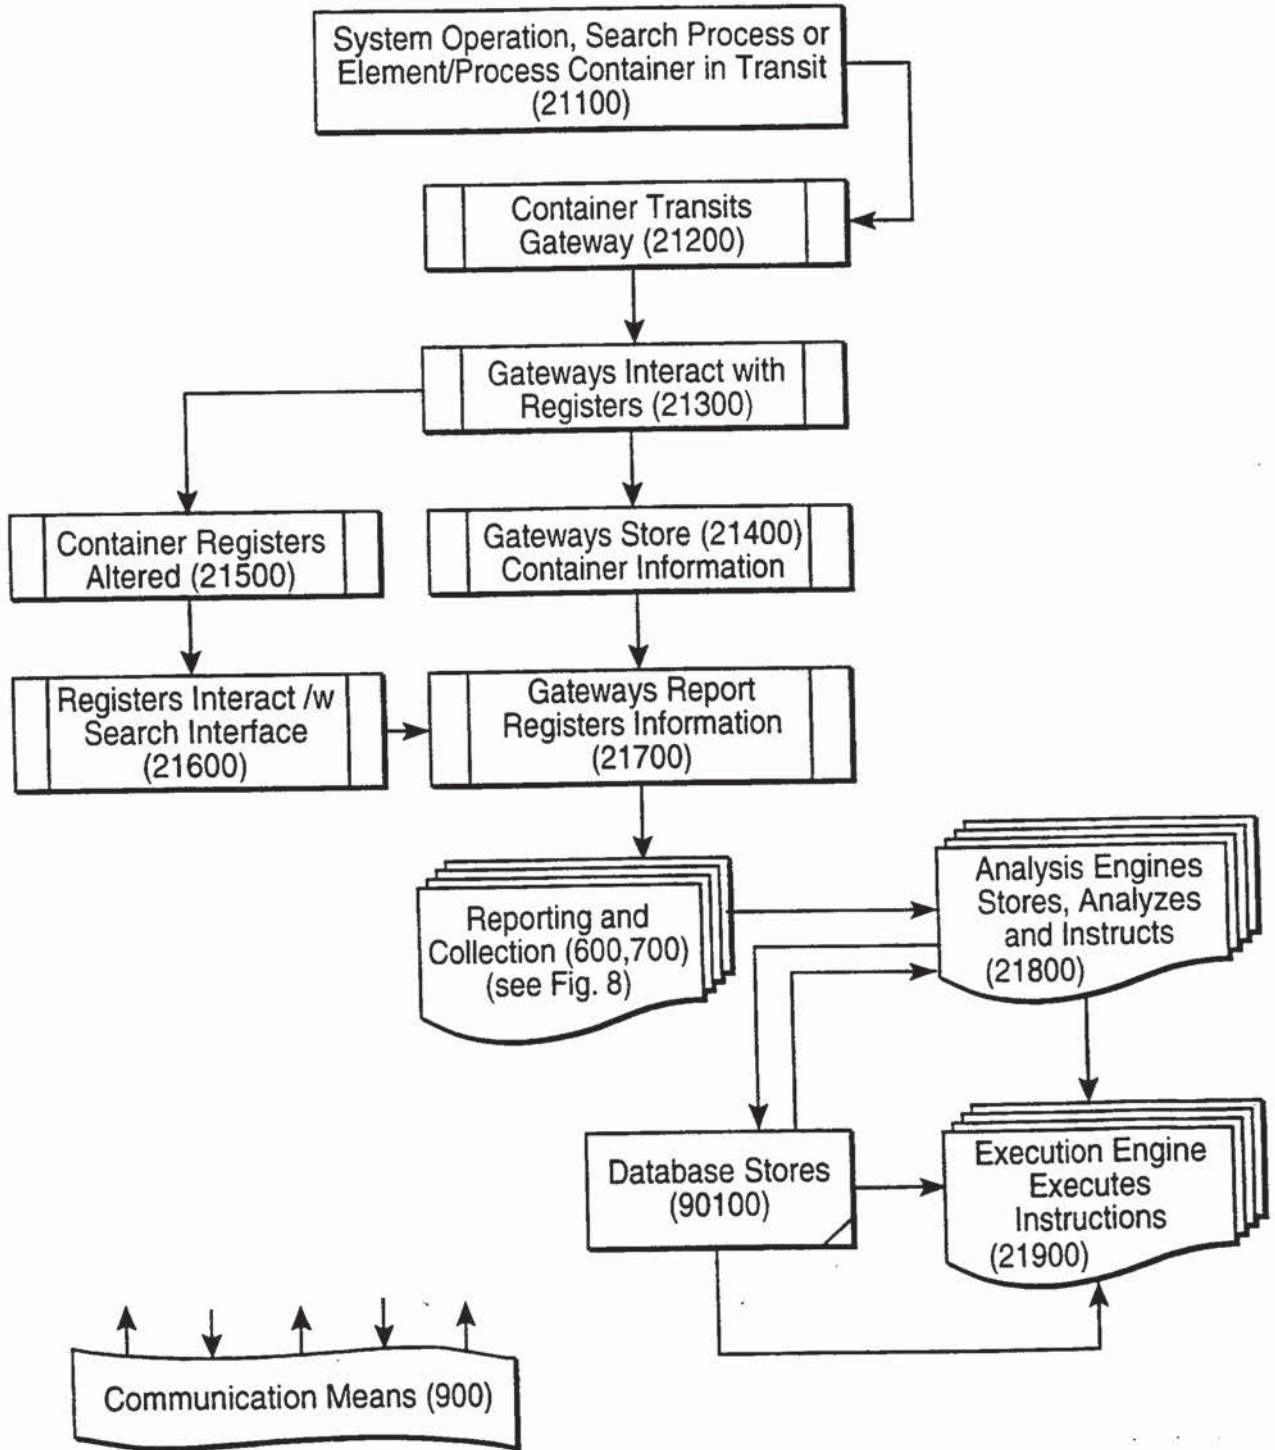 System Operation, Search Process or
Element/Process Container in Transit
(21100)
Container Transits
Gateway (21200)
Gateways Interact with
Registers (21300)
Container Registers
Altered (21500)
Gateways Store (21400)
Container Information
Registers Interact /w
Search Interface
(21600)
Gateways Report
Registers Information
(21700)
Reporting and
Collection (600,700)
(see Fig. 8)
Analysis Engines
Stores, Analyzes
and Instructs
(21800)
Database Stores
(90100)
Execution Engine
Executes
Instructions
(21900)
Communication Means (900)